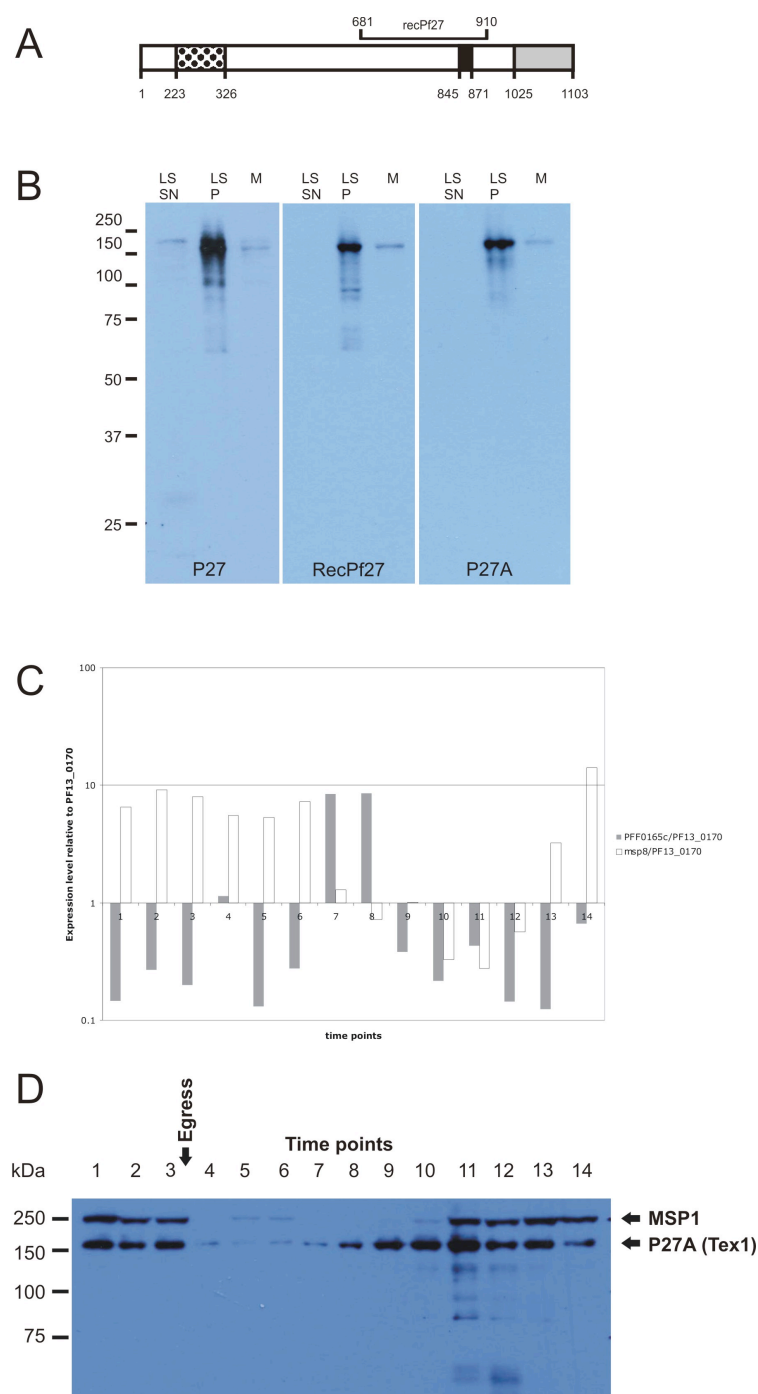 A
681 recPf27 910
1 223 326 845 871 1025 1103
B
LS LS M LS LS M LS LS M
SN P SN P SN P
250
150
100
75
50
37
25
P27 RecPf27 P27A
C
100
10
1
0.1
Expression level relative to PF13_0170
1 2 3 4 5 6 7 8 9 10 11 12 13 14
time points
PFF0165c/PF13_0170
msp8/PF13_0170
D
Egress
Time points
kDa 1 2 3 4 5 6 7 8 9 10 11 12 13 14
250 MSP1
150 P27A (Tex1)
100
75